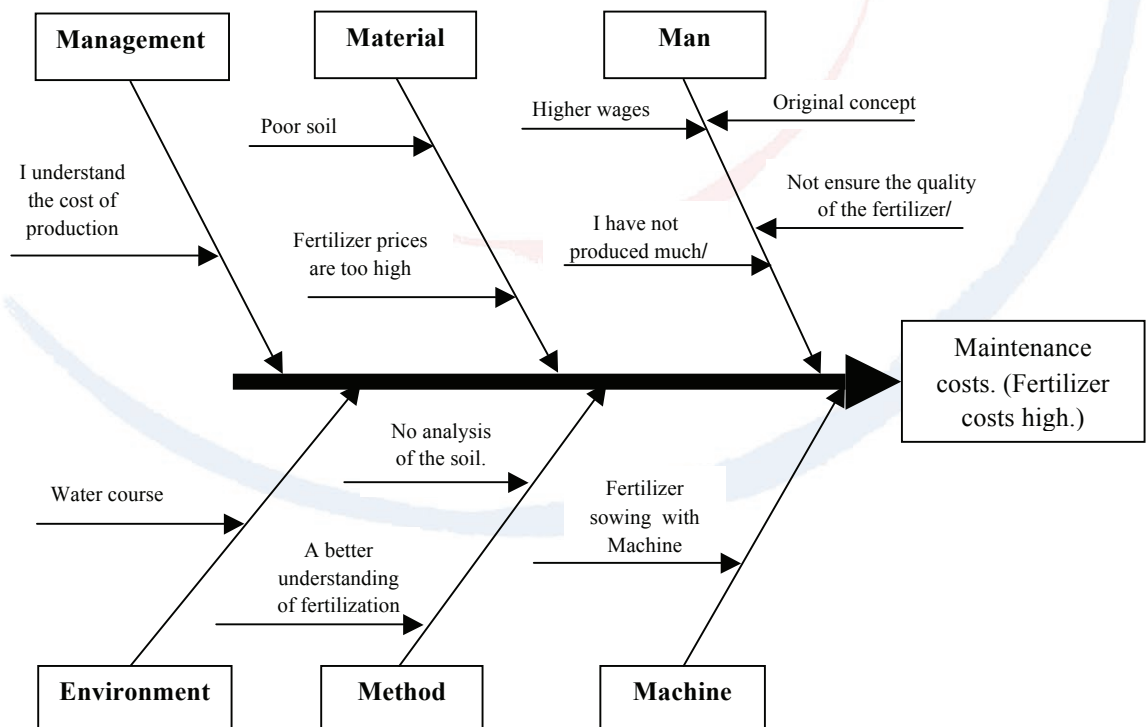 Management
Material
Man
Higher wages
Original concept
Poor soil
I understand
the cost of
production
Not ensure the quality
of the fertilizer/
I have not
produced much/
Fertilizer prices
are too high
Maintenance
costs. (Fertilizer
costs high.)
No analysis
of the soil.
Water course
Fertilizer
sowing with
Machine
A better
understanding
of fertilization
Environment
Method
Machine